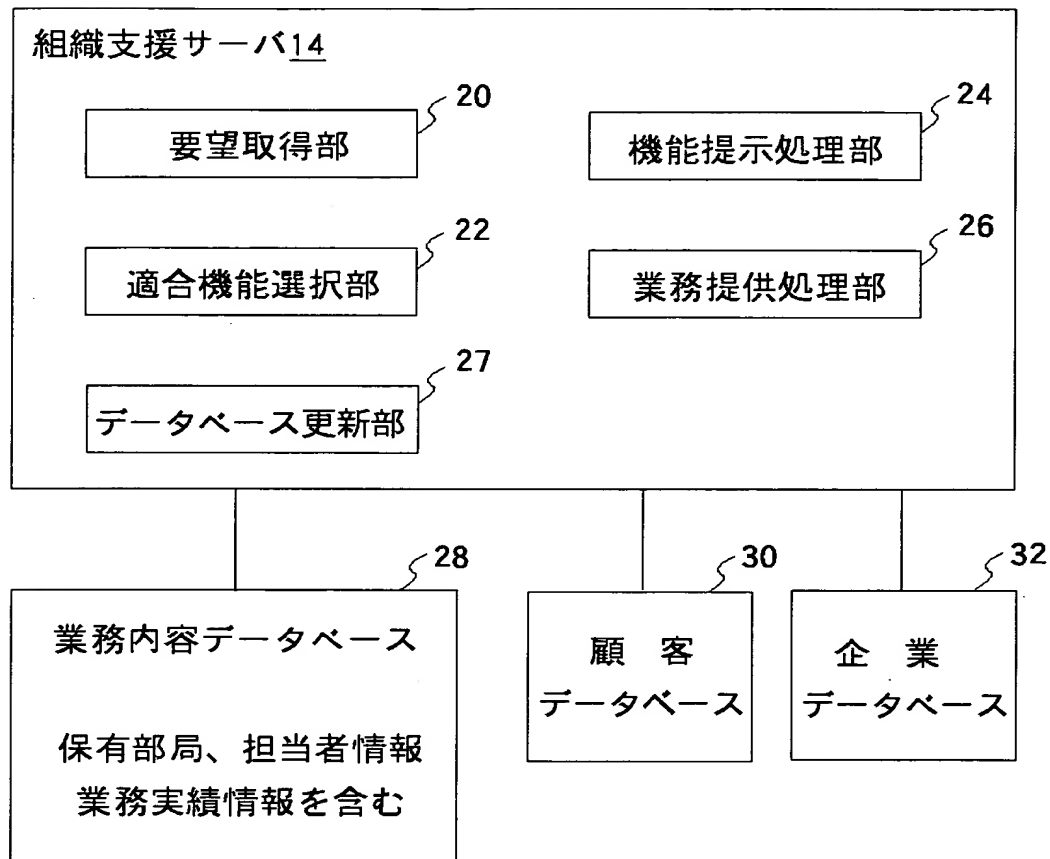 組織支援サーバ14
20
要望取得部
24
機能提示処理部
22
適合機能選択部
26
業務提供処理部
27
データベース更新部
28
業務内容データベース
保有部局、担当者情報
業務実績情報を含む
30
顧 客
データベース
32
企 業
データベース